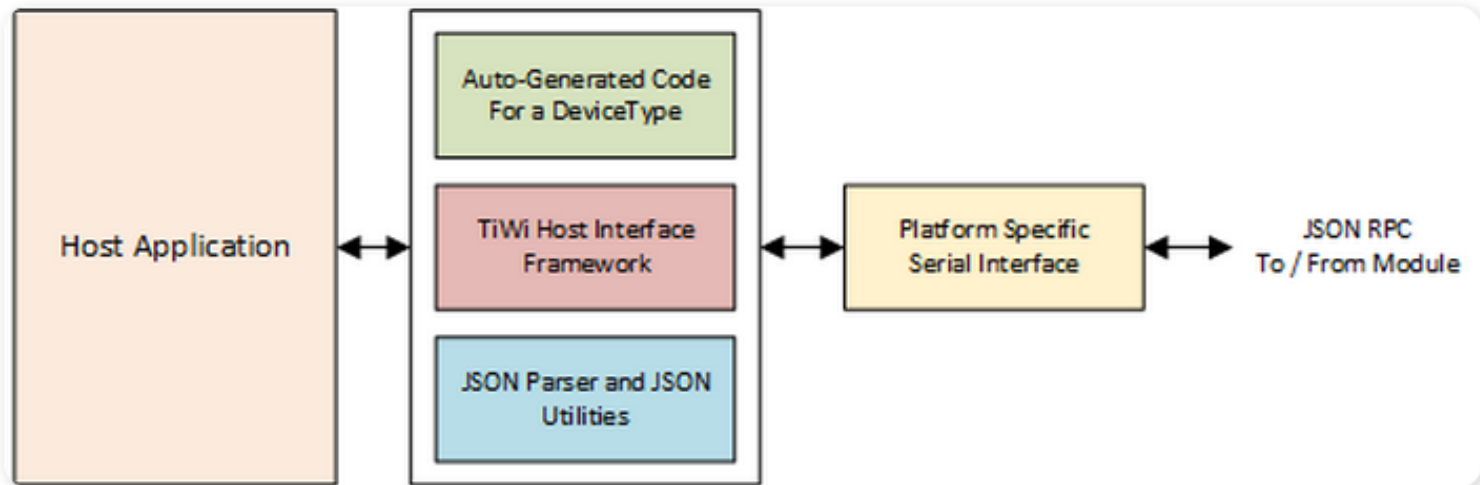 Host Application
Auto-Generated Code
For a DeviceType
TiWi Host Interface
Framework
JSON Parser and JSON
Utilities
Platform Specific
Serial Interface
JSON RPC
To / From Module